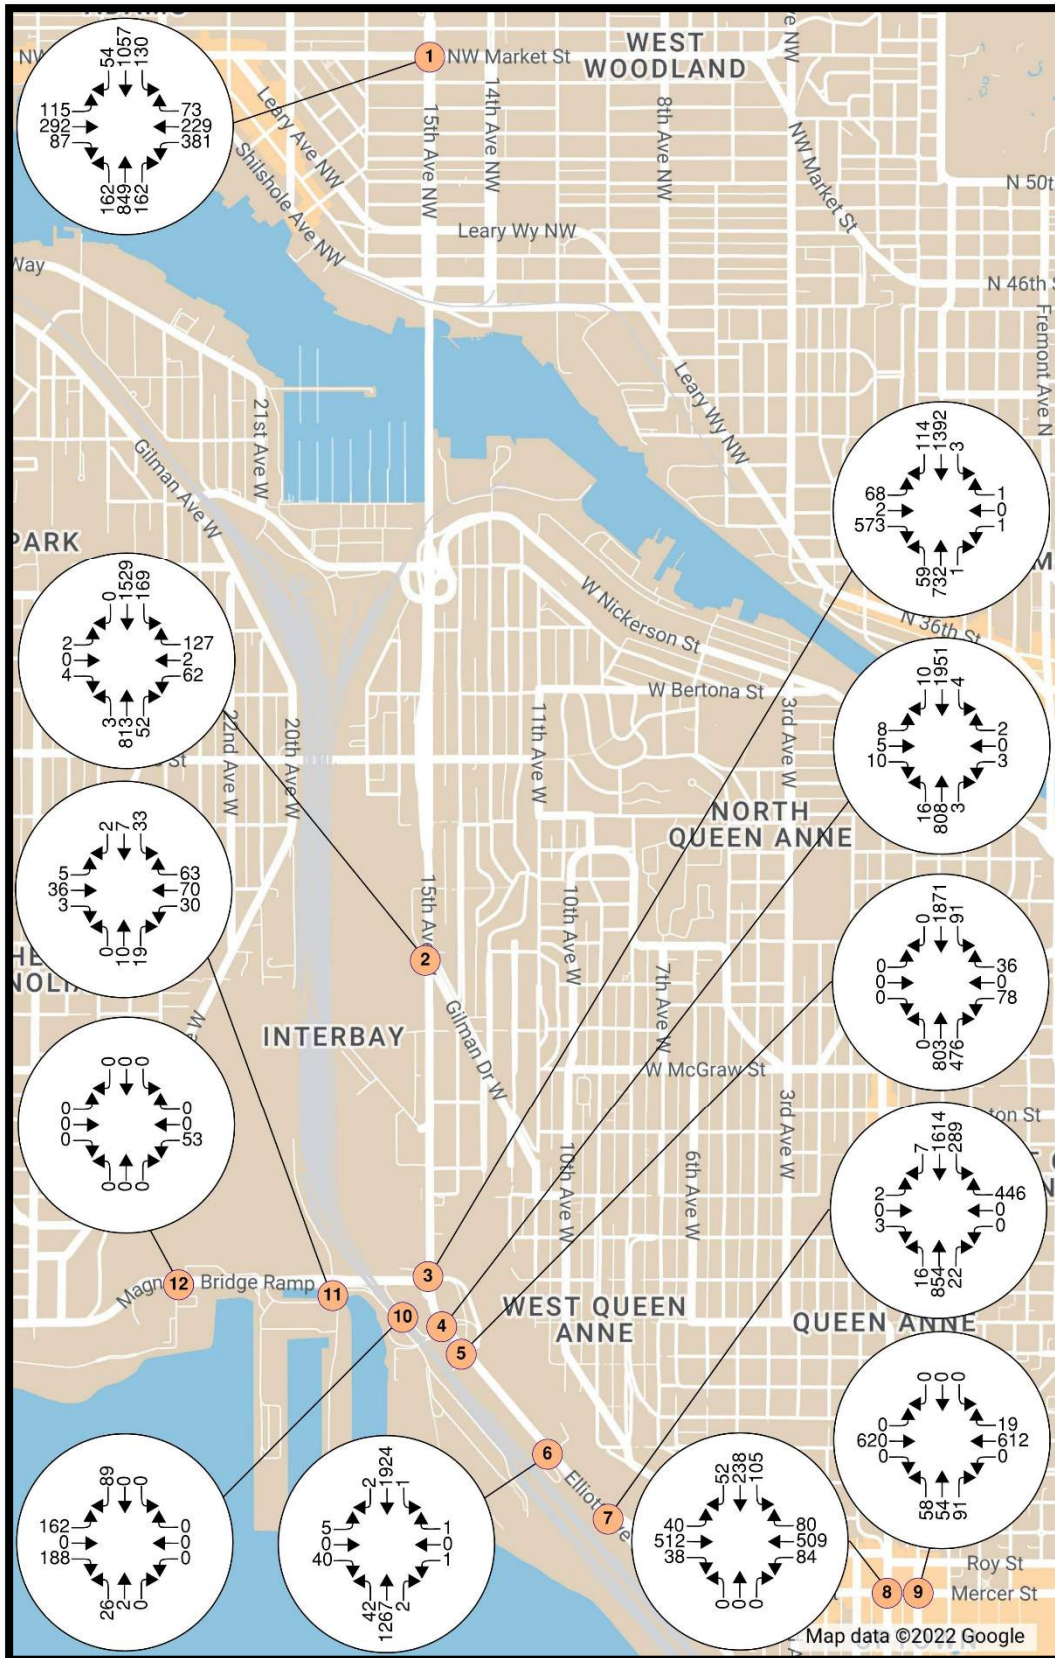 ADAMS
NW
1
NW Market St
WEST
WOODLAND
54
1057
130
115
292
87
73
229
381
162
849
162
Leary Ave NW
Shilshole Ave NW
15th Ave NW
14th Ave NW
8th Ave NW
ve NW
NW Market St
N 50t
Leary Wy NW
Way
N 46th S
Fremont Ave N
21st Ave W
Gilman Ave W
Leary Wy NW
114
1392
3
68
2
573
1
0
1
59
732
1
PARK
W Nickerson St
N 36th St
M
0
1529
169
2
0
4
127
2
62
3
813
52
W Bertona St
10
1951
4
8
5
10
2
0
3
16
808
3
22nd Ave W
20th Ave W
11th Ave W
3rd Ave W
St
NORTH
QUEEN ANNE
2
7
33
5
36
3
63
70
30
0
10
19
15th Av
10th Ave W
0
1871
91
0
0
0
36
0
78
0
803
476
2
HE
NOLIA
7th Ave W
Gilman Dr W
INTERBAY
e W
W McGraw St
0
0
0
0
0
0
0
0
53
0
0
0
3rd Ave W
ton St
7
1614
289
2
0
3
446
0
0
16
854
22
10th Ave W
6th Ave W
12
Magn
Bridge Ramp
11
3
10
4
5
WEST QUEEN
ANNE
QUEEN ANNE
0
0
0
0
620
0
19
612
0
58
54
91
89
0
0
162
0
188
0
0
0
26
2
0
2
1924
1
5
0
40
1
0
1
42
1267
2
6
Elliott
ve
7
52
238
105
40
512
38
80
509
84
0
0
0
Roy St
8
9
Mercer St
Map data ©2022 Google